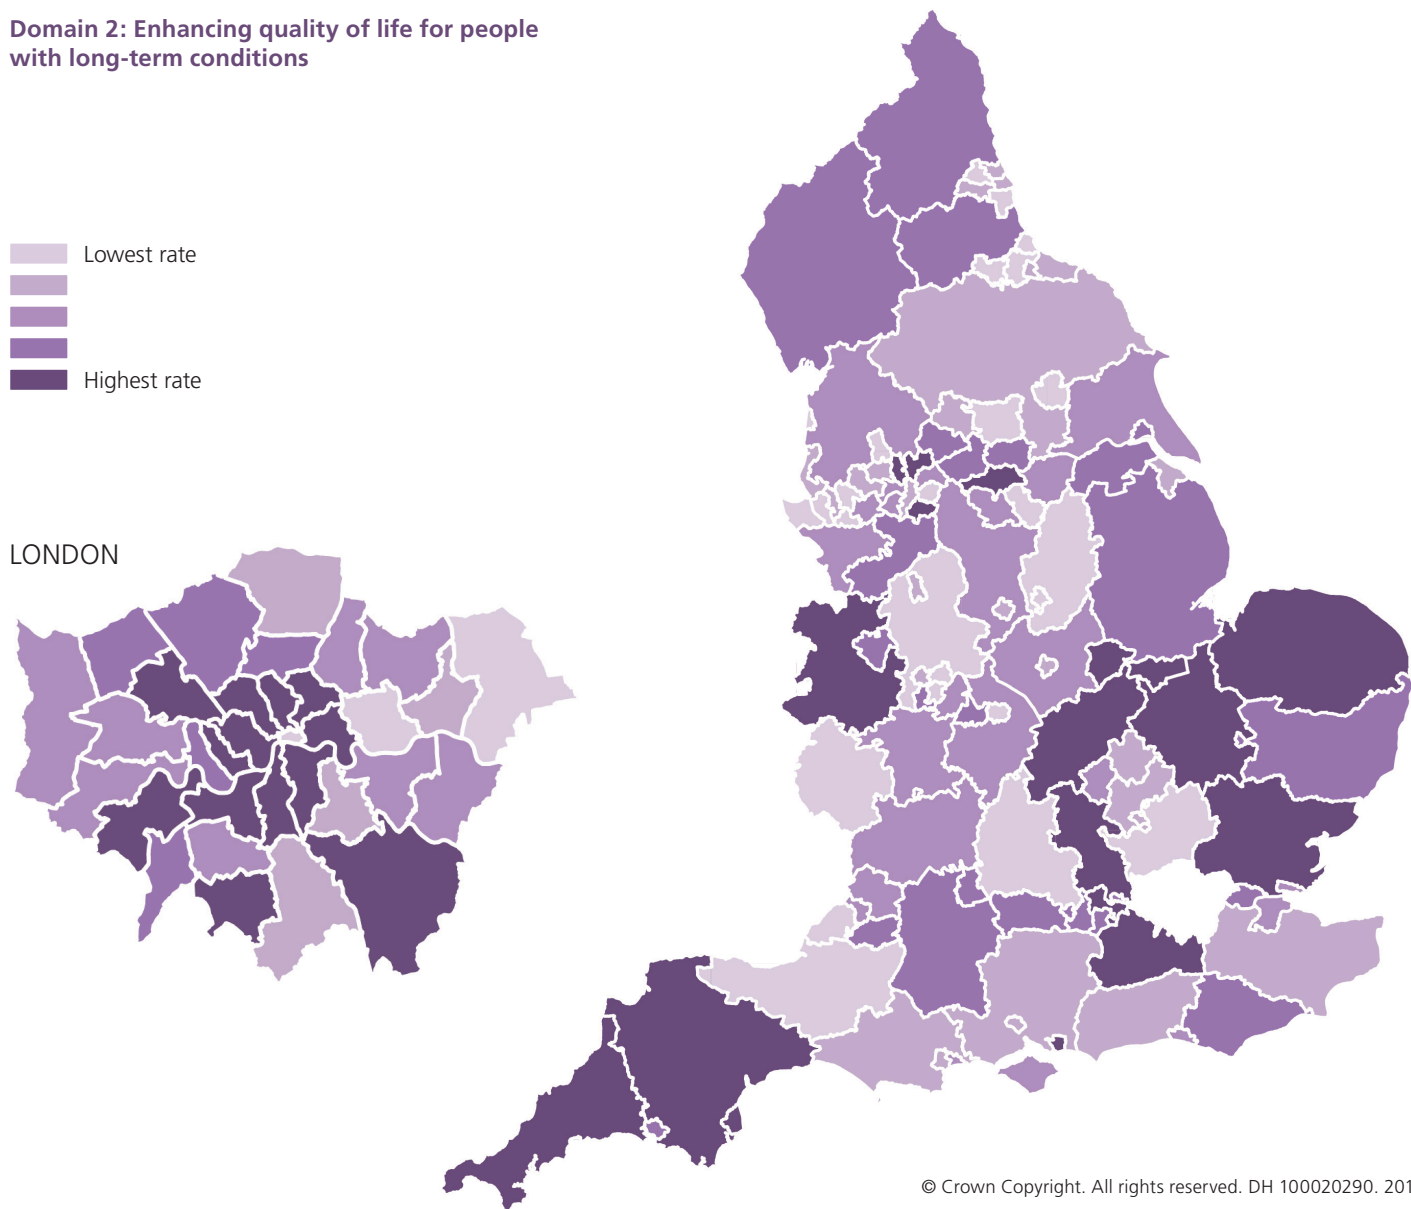 Domain 2: Enhancing quality of life for people
with long-term conditions
Lowest rate
Highest rate
LONDON
© Crown Copyright. All rights reserved. DH 100020290. 201